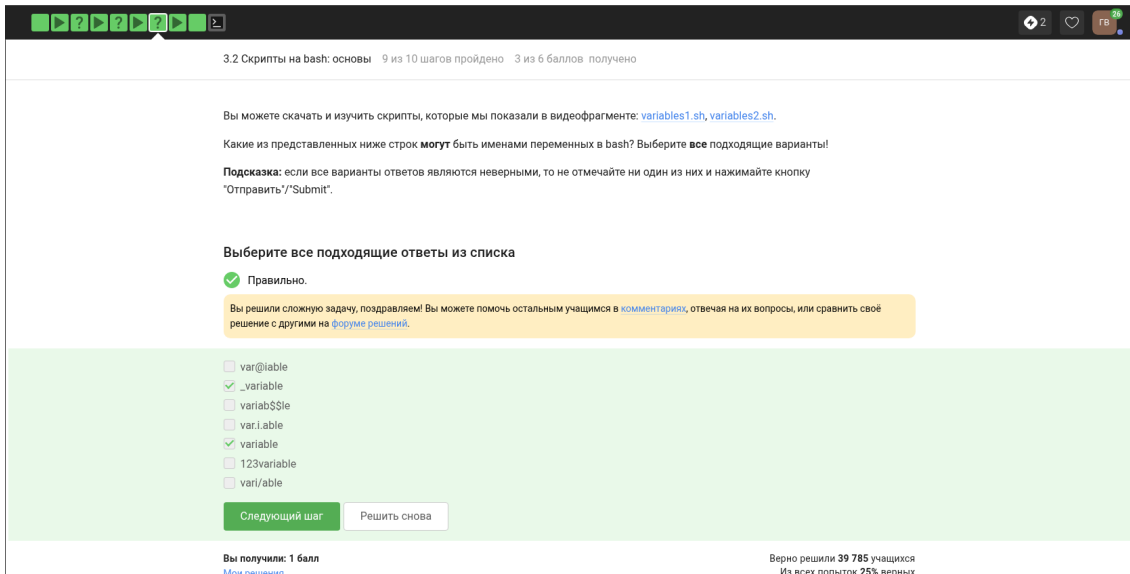 2
ГВ
26
3.2 Скрипты на bash: основы 9 из 10 шагов пройдено 3 из 6 баллов получено
Вы можете скачать и изучить скрипты, которые мы показали в видеофрагменте: variables1.sh, variables2.sh.
Какие из представленных ниже строк могут быть именами переменных в bash? Выберите все подходящие варианты!
Подсказка: если все варианты ответов являются неверными, то не отмечайте ни один из них и нажимайте кнопку
"Отправить"/"Submit".
Выберите все подходящие ответы из списка
Правильно.
Вы решили сложную задачу, поздравляем! Вы можете помочь остальным учащимся в комментариях, отвечая на их вопросы, или сравнить своё
решение с другими на форуме решений.
var@iable
_variable
variab$$le
var.i.able
variable
123variable
vari/able
Следующий шаг Решить снова
Вы получили: 1 балл Верно решили 39 785 учащихся
Мои решения Из всех попыток 25% верных